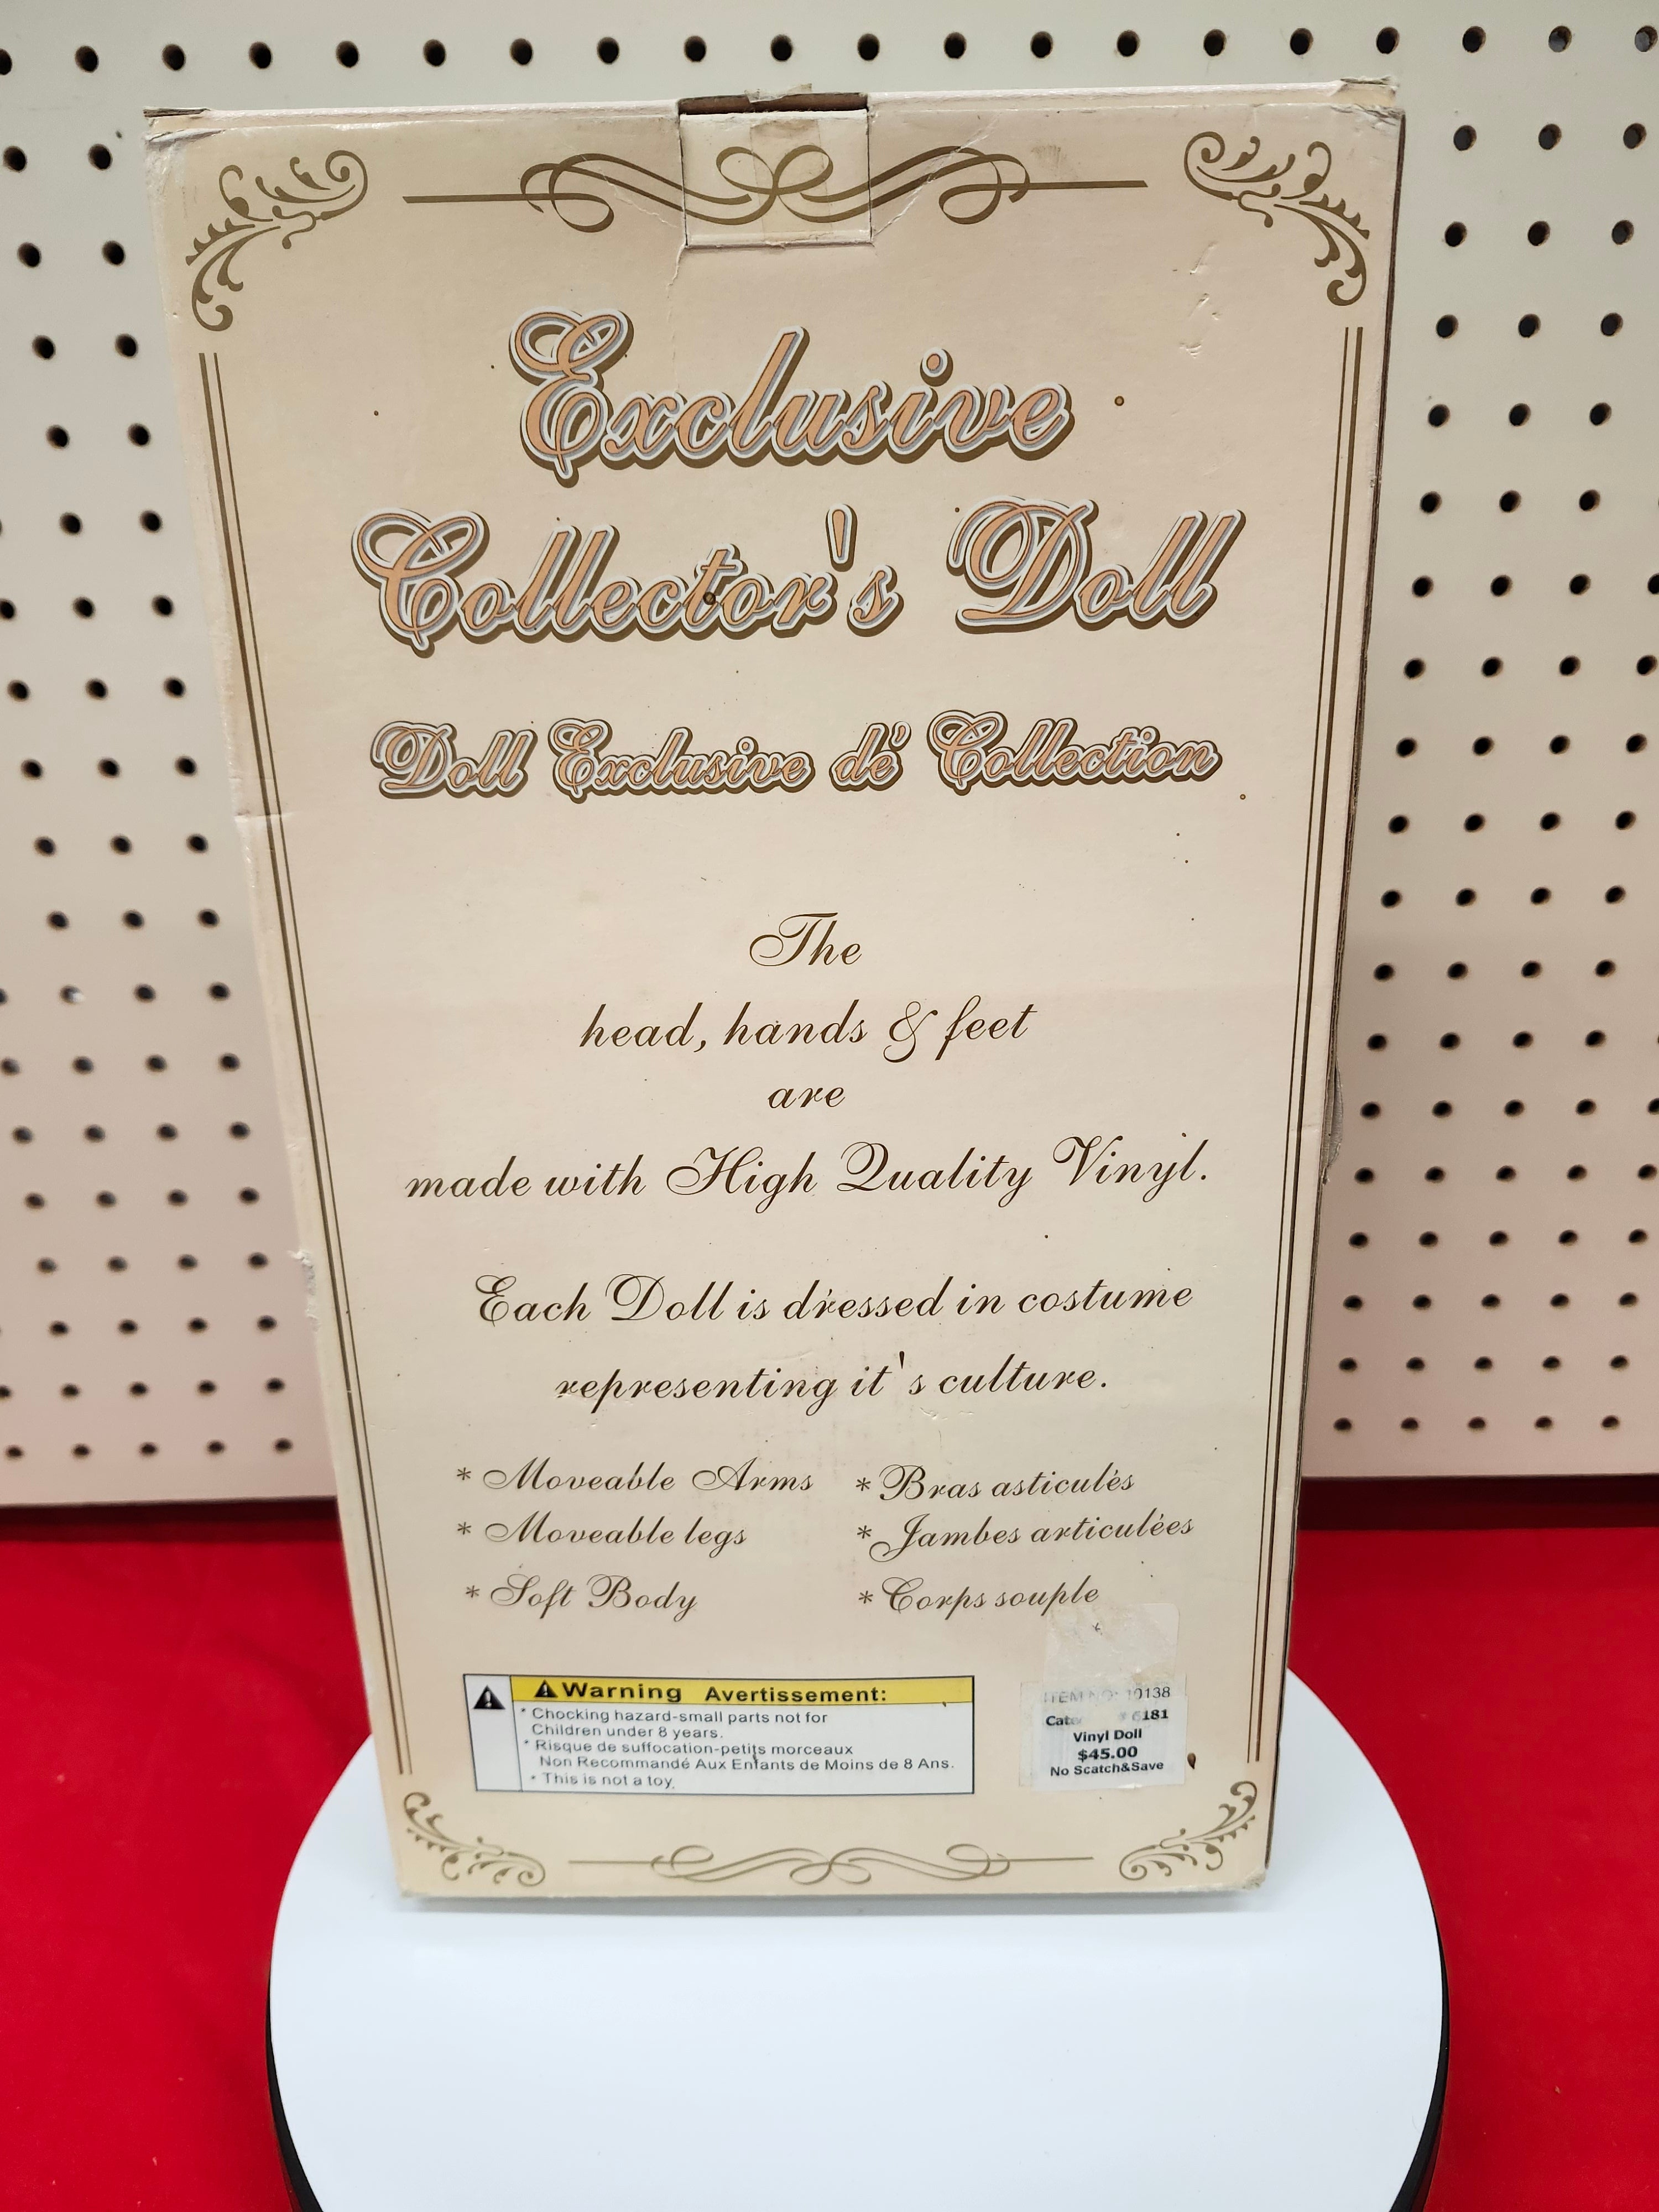 Exclusive
Collector's Doll
Doll Exclusive dé Collection
The
head, hands & feet
are
made with High Quality Vinyl.
Each Doll is dressed in costume
representing it's culture.
* Moveable Arms
* Moveable legs
* Soft Body
* Bras asticulés
* Jambes articulées
* Corps souple
Warning Avertissement:
* Chocking hazard-small parts not for
Children under 8 years.
* Risque de suffocation-petits morceaux
Non Recommandé Aux Enfants de Moins de 8 Ans.
* This is not a toy.
ITEM NO: 10138
6181
Vinyl Doll
$45.00
No Scatch&Save